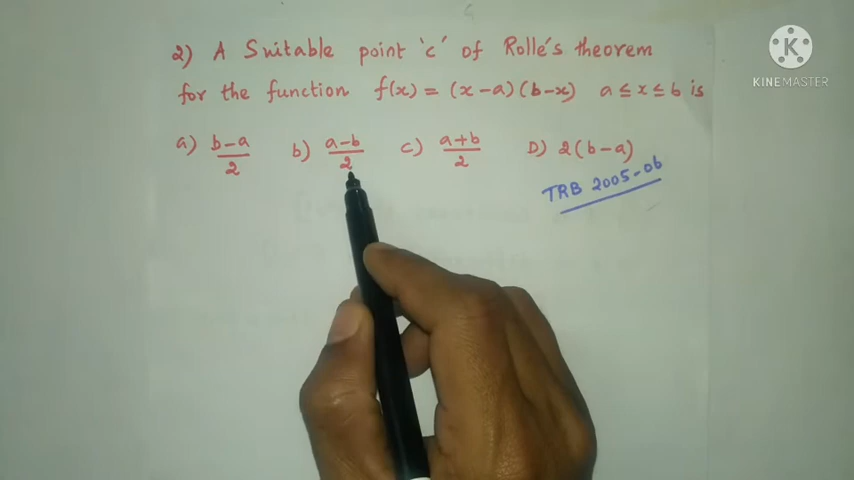 2) A Suitable point 'c' of Rolle's theorem
for the function f(x) = (x-a)(b-x) a ≤ x ≤ b is
a) b-a/2 b) a-b/2 c) a+b/2 D) 2(b-a)
TRB 2005-06
K
KINEMASTER